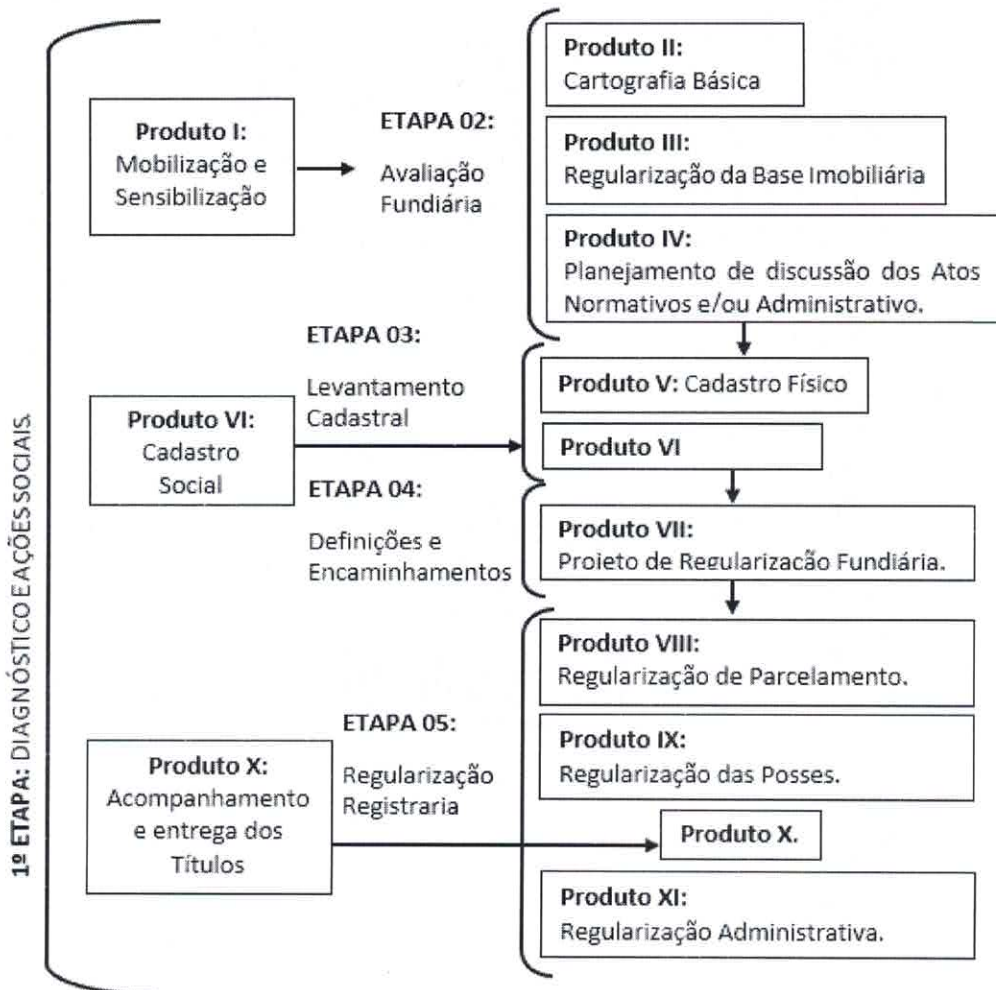 1º ETAPA: DIAGNÓSTICO E AÇÕES SOCIAIS.
Produto I:
Mobilização e
Sensibilização
ETAPA 02:
Avaliação
Fundiária
Produto II:
Cartografia Básica
Produto III:
Regularização da Base Imobiliária
Produto IV:
Planejamento de discussão dos Atos
Normativos e/ou Administrativo.
ETAPA 03:
Levantamento
Cadastral
Produto V: Cadastro Físico
Produto VI:
Cadastro
Social
Produto VI
ETAPA 04:
Definições e
Encaminhamentos
Produto VII:
Projeto de Regularização Fundiária.
Produto VIII:
Regularização de Parcelamento.
ETAPA 05:
Regularização
Registraria
Produto IX:
Regularização das Posses.
Produto X:
Acompanhamento
e entrega dos
Títulos
Produto X.
Produto XI:
Regularização Administrativa.